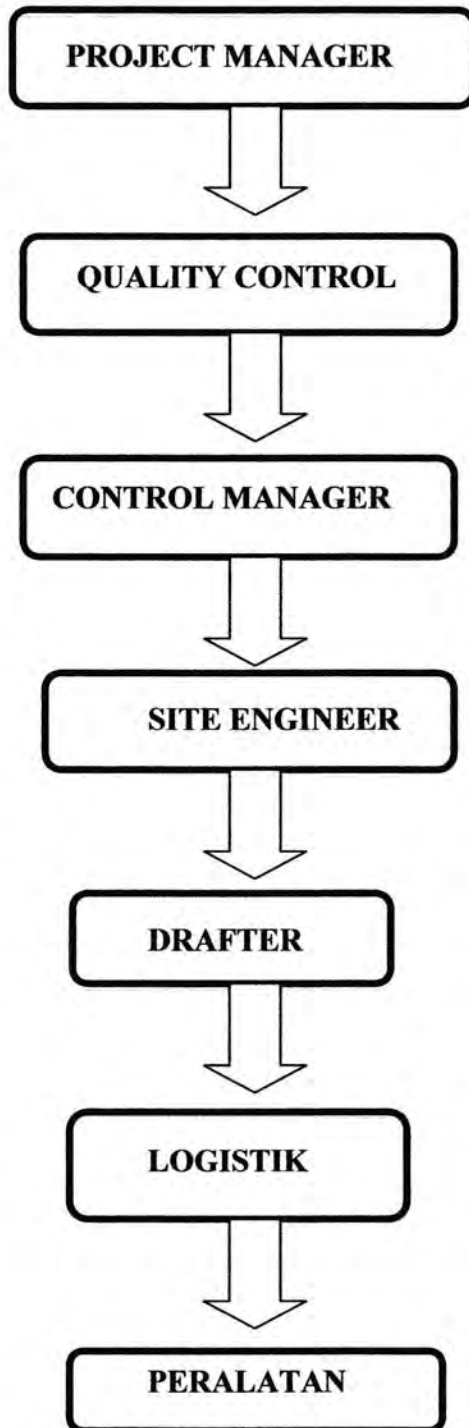 PROJECT MANAGER
QUALITY CONTROL
CONTROL MANAGER
SITE ENGINEER
DRAFTER
LOGISTIK
PERALATAN